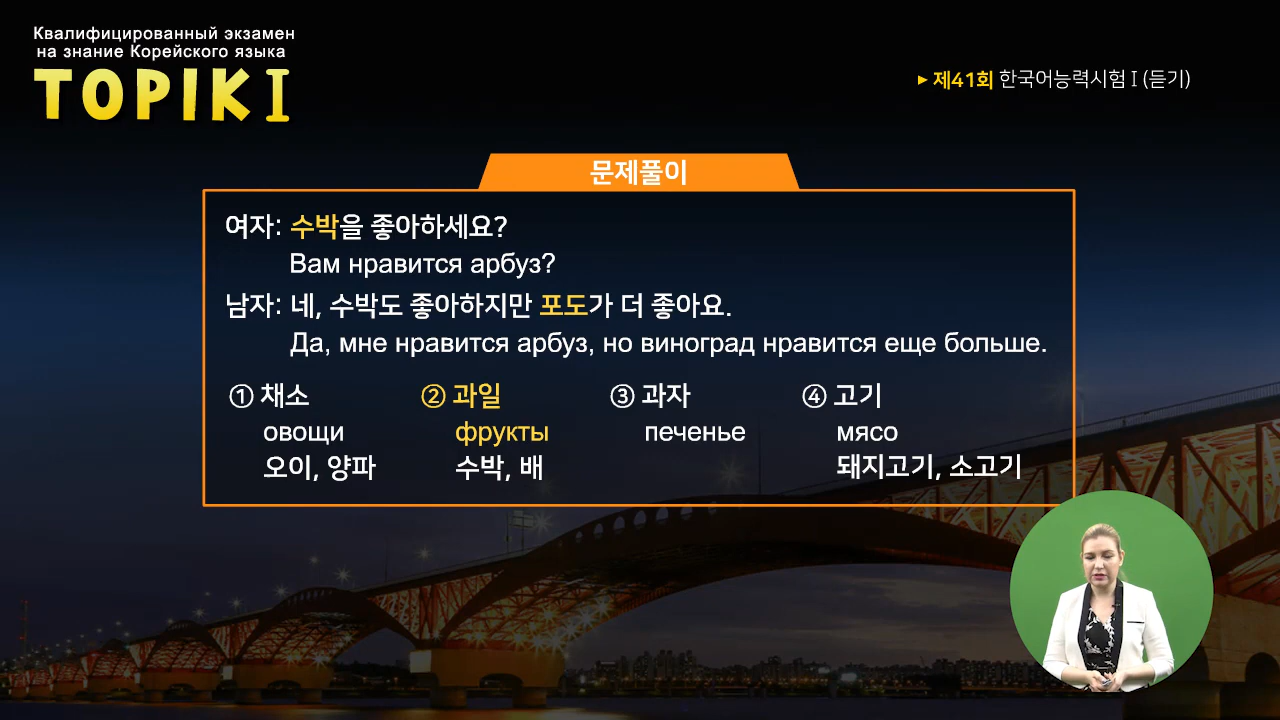 Квалифицированный экзамен
на знание Корейского языка
TOPIK I
▸ 제41회 한국어능력시험 I (듣기)
문제풀이
여자: 수박을 좋아하세요?
Вам нравится арбуз?
남자: 네, 수박도 좋아하지만 포도가 더 좋아요.
Да, мне нравится арбуз, но виноград нравится еще больше.
① 채소 ② 과일 ③ 과자 ④ 고기
овощи фрукты печенье мясо
오이, 양파 수박, 배 돼지고기, 소고기